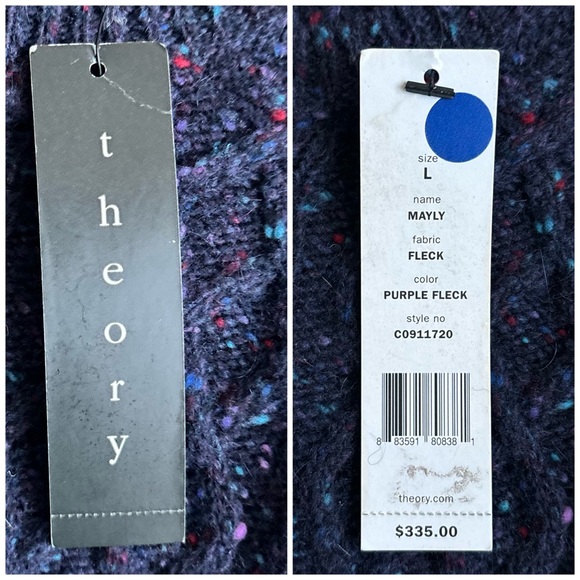 theory
size
L
name
MAYLY
fabric
FLECK
color
PURPLE FLECK
style no
C0911720
8 83591 80838 1
theory.com
$335.00